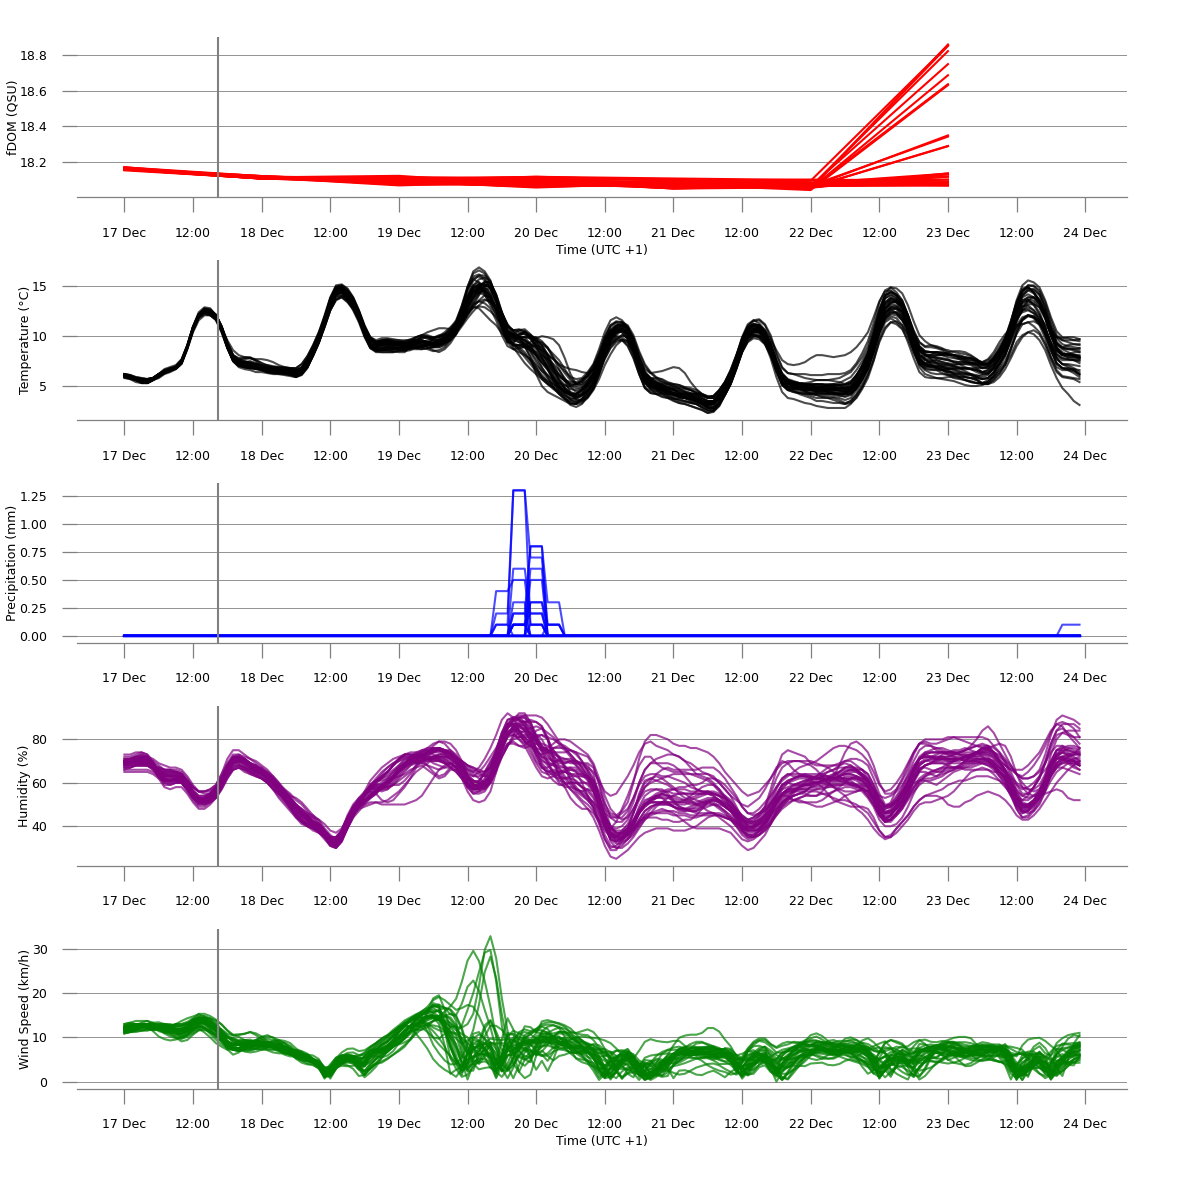 18.8
18.6
18.4
18.2
fDOM (QSU)
17 Dec 12:00 18 Dec 12:00 19 Dec 12:00 20 Dec 12:00 21 Dec 12:00 22 Dec 12:00 23 Dec 12:00 24 Dec
Time (UTC +1)
15
10
5
Temperature (°C)
17 Dec 12:00 18 Dec 12:00 19 Dec 12:00 20 Dec 12:00 21 Dec 12:00 22 Dec 12:00 23 Dec 12:00 24 Dec
1.25
1.00
0.75
0.50
0.25
0.00
Precipitation (mm)
17 Dec 12:00 18 Dec 12:00 19 Dec 12:00 20 Dec 12:00 21 Dec 12:00 22 Dec 12:00 23 Dec 12:00 24 Dec
80
60
40
Humidity (%)
17 Dec 12:00 18 Dec 12:00 19 Dec 12:00 20 Dec 12:00 21 Dec 12:00 22 Dec 12:00 23 Dec 12:00 24 Dec
30
20
10
0
Wind Speed (km/h)
17 Dec 12:00 18 Dec 12:00 19 Dec 12:00 20 Dec 12:00 21 Dec 12:00 22 Dec 12:00 23 Dec 12:00 24 Dec
Time (UTC +1)